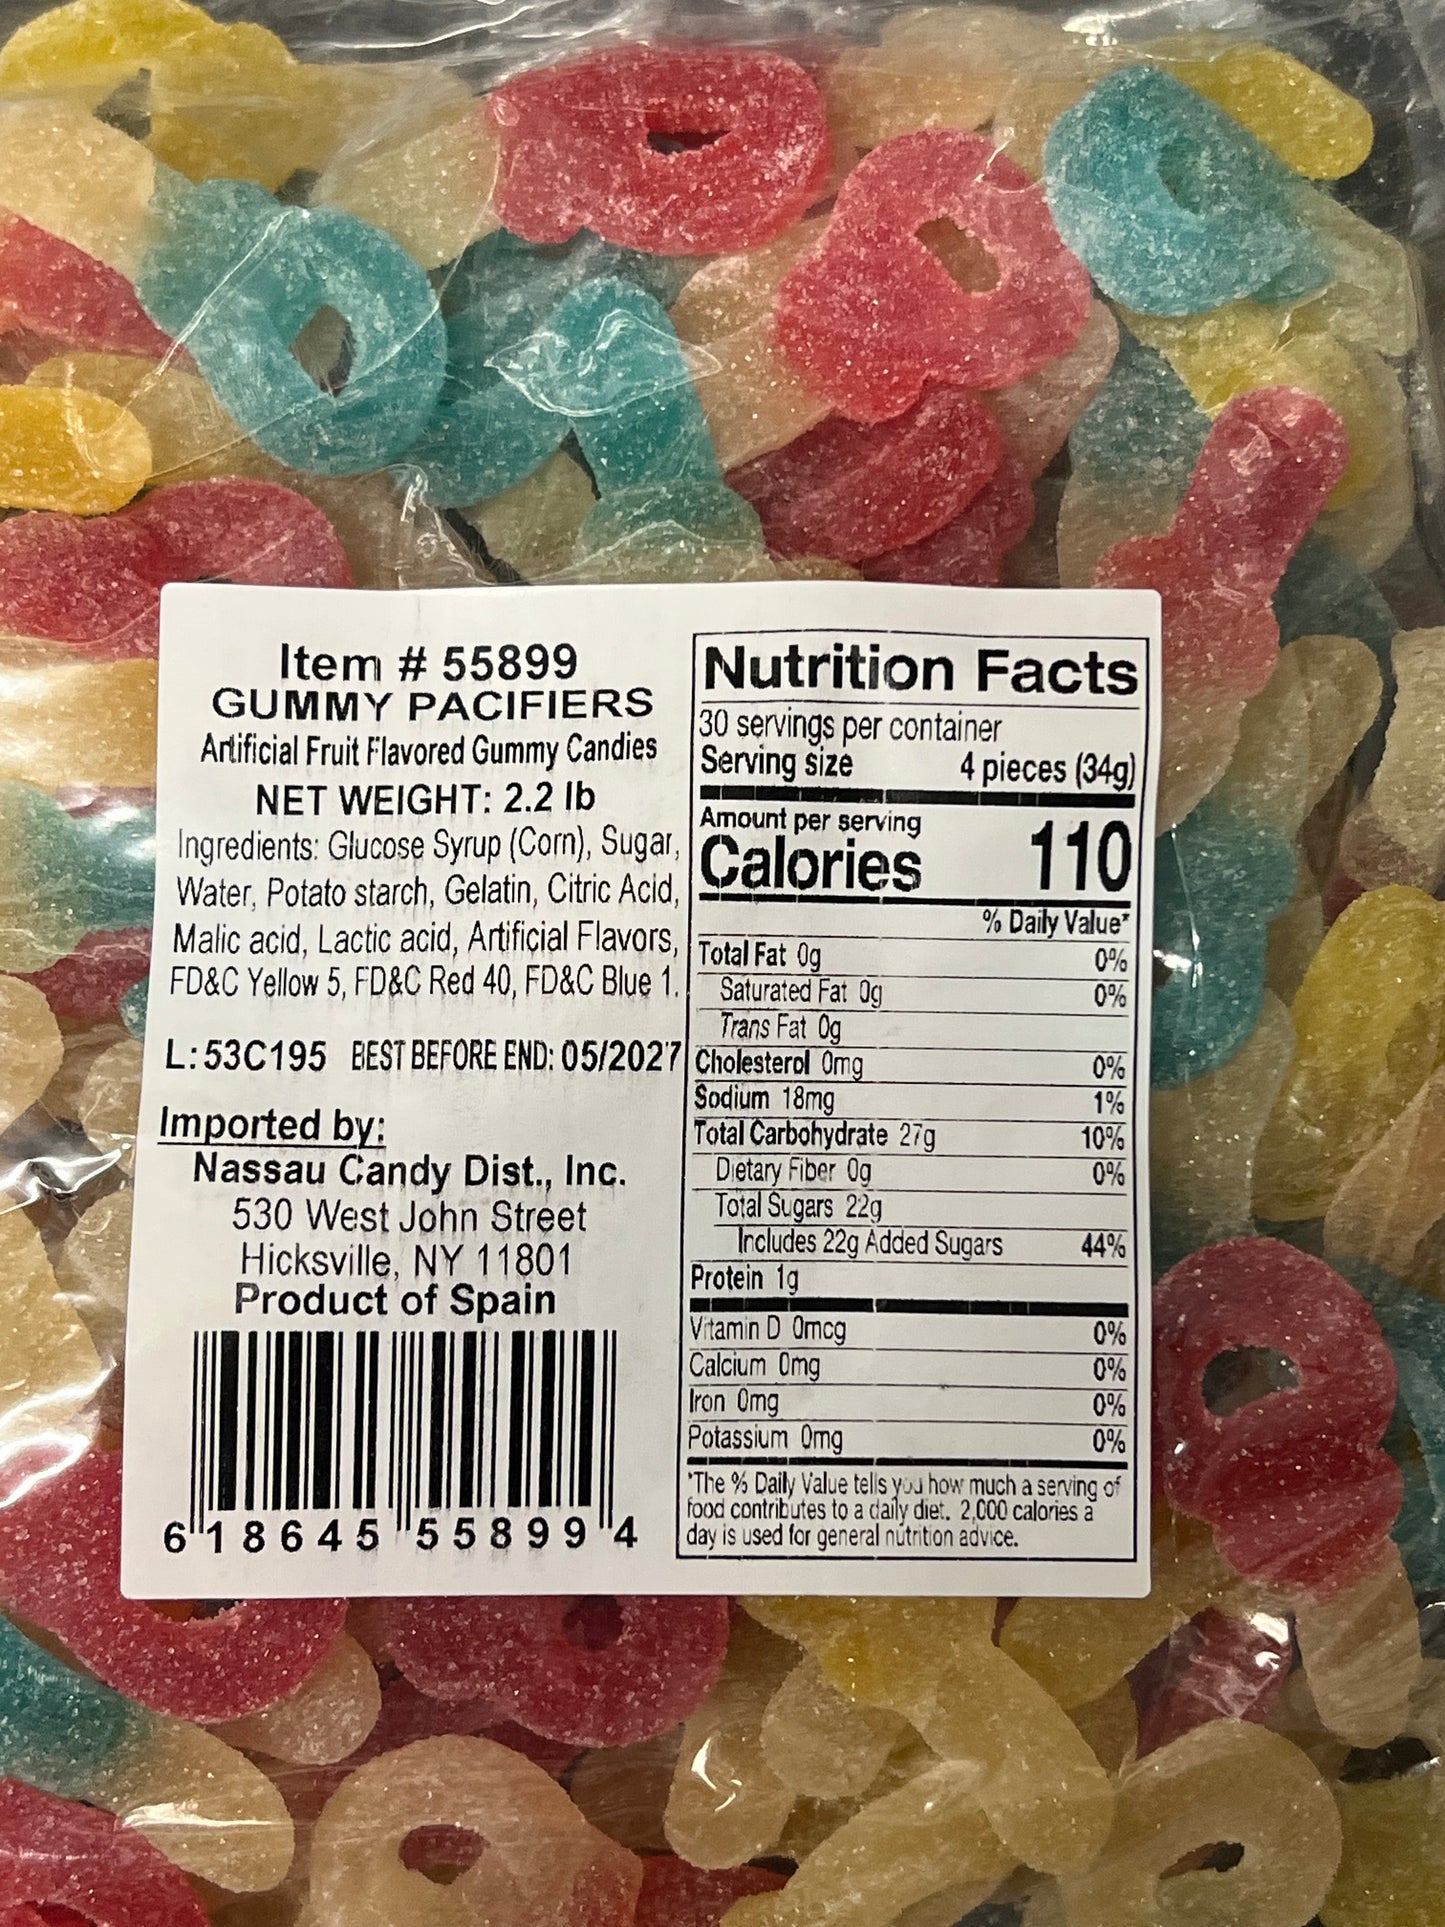 Item # 55899
GUMMY PACIFIERS
Artificial Fruit Flavored Gummy Candies
NET WEIGHT: 2.2 lb
Ingredients: Glucose Syrup (Corn), Sugar,
Water, Potato starch, Gelatin, Citric Acid,
Malic acid, Lactic acid, Artificial Flavors,
FD&C Yellow 5, FD&C Red 40, FD&C Blue 1.
L:53C195 BEST BEFORE END: 05/2027
Imported by:
Nassau Candy Dist., Inc.
530 West John Street
Hicksville, NY 11801
Product of Spain
6 18645 55899 4
Nutrition Facts
30 servings per container
Serving size 4 pieces (34g)
Amount per serving
Calories 110
% Daily Value*
Total Fat 0g 0%
Saturated Fat 0g 0%
Trans Fat 0g
Cholesterol 0mg 0%
Sodium 18mg 1%
Total Carbohydrate 27g 10%
Dietary Fiber 0g 0%
Total Sugars 22g
Includes 22g Added Sugars 44%
Protein 1g
Vitamin D 0mcg 0%
Calcium 0mg 0%
Iron 0mg 0%
Potassium 0mg 0%
*The % Daily Value tells you how much a serving of
food contributes to a daily diet. 2,000 calories a
day is used for general nutrition advice.